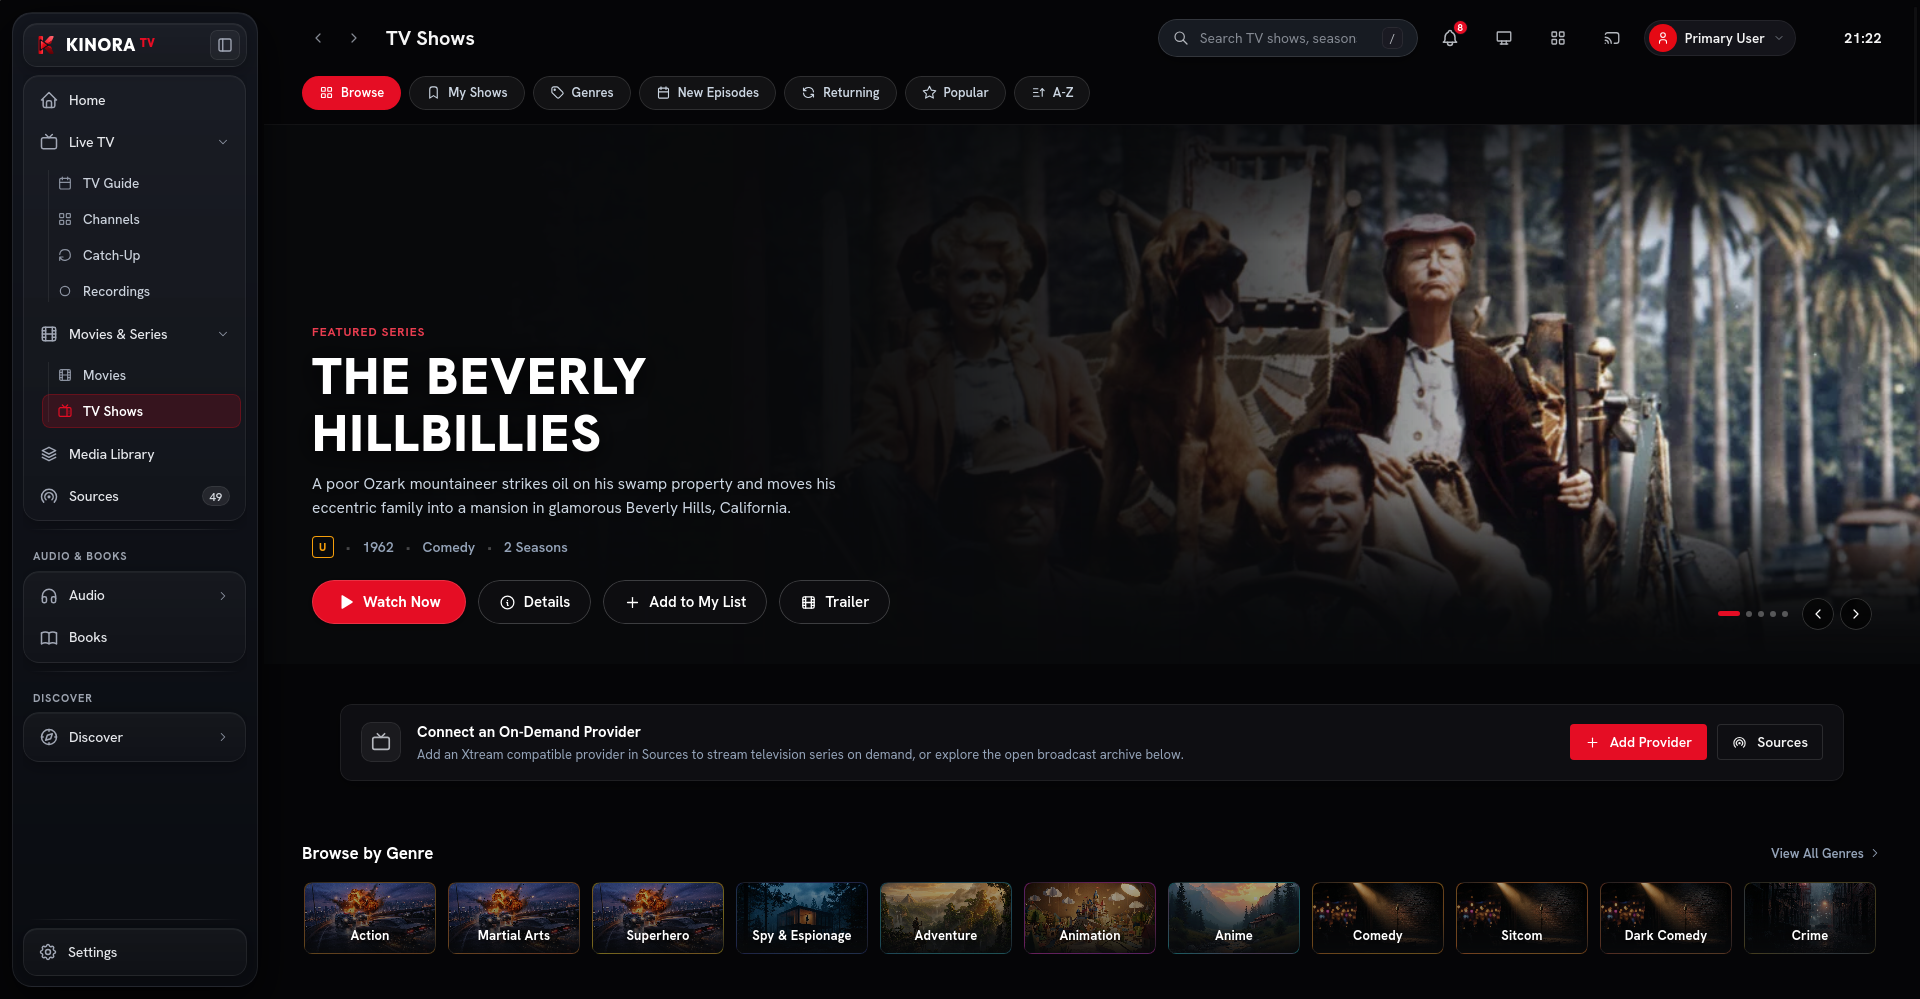 KINORA TV
Home
Live TV
TV Guide
Channels
Catch-Up
Recordings
Movies & Series
Movies
TV Shows
Media Library
Sources 49
AUDIO & BOOKS
Audio
Books
DISCOVER
Discover
Settings
TV Shows
Search TV shows, season /
8
Primary User
21:22
Browse
My Shows
Genres
New Episodes
Returning
Popular
A-Z
FEATURED SERIES
THE BEVERLY
HILLBILLIES
A poor Ozark mountaineer strikes oil on his swamp property and moves his
eccentric family into a mansion in glamorous Beverly Hills, California.
U • 1962 • Comedy • 2 Seasons
Watch Now
Details
Add to My List
Trailer
Connect an On-Demand Provider
Add an Xtream compatible provider in Sources to stream television series on demand, or explore the open broadcast archive below.
Add Provider
Sources
Browse by Genre
View All Genres
Action
Martial Arts
Superhero
Spy & Espionage
Adventure
Animation
Anime
Comedy
Sitcom
Dark Comedy
Crime